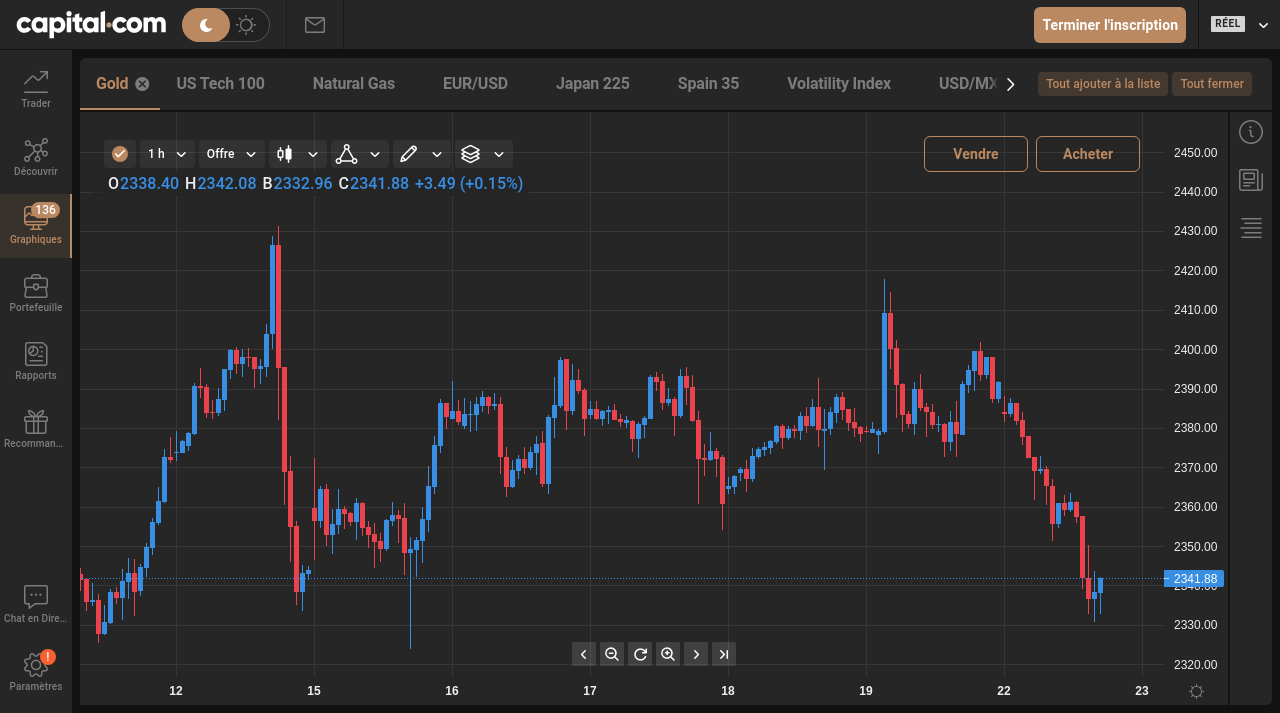 capital.com
Terminer l'inscription
RÉEL
Gold
US Tech 100
Natural Gas
EUR/USD
Japan 225
Spain 35
Volatility Index
USD/MX
Tout ajouter à la liste
Tout fermer
Trader
Découvrir
136
Graphiques
Portefeuille
Rapports
Recomman...
Chat en Dire...
!
Paramètres
1 h
Offre
Vendre
Acheter
O2338.40 H2342.08 B2332.96 C2341.88 +3.49 (+0.15%)
2450.00
2440.00
2430.00
2420.00
2410.00
2400.00
2390.00
2380.00
2370.00
2360.00
2350.00
2341.88
2340.00
2330.00
2320.00
12 15 16 17 18 19 22 23